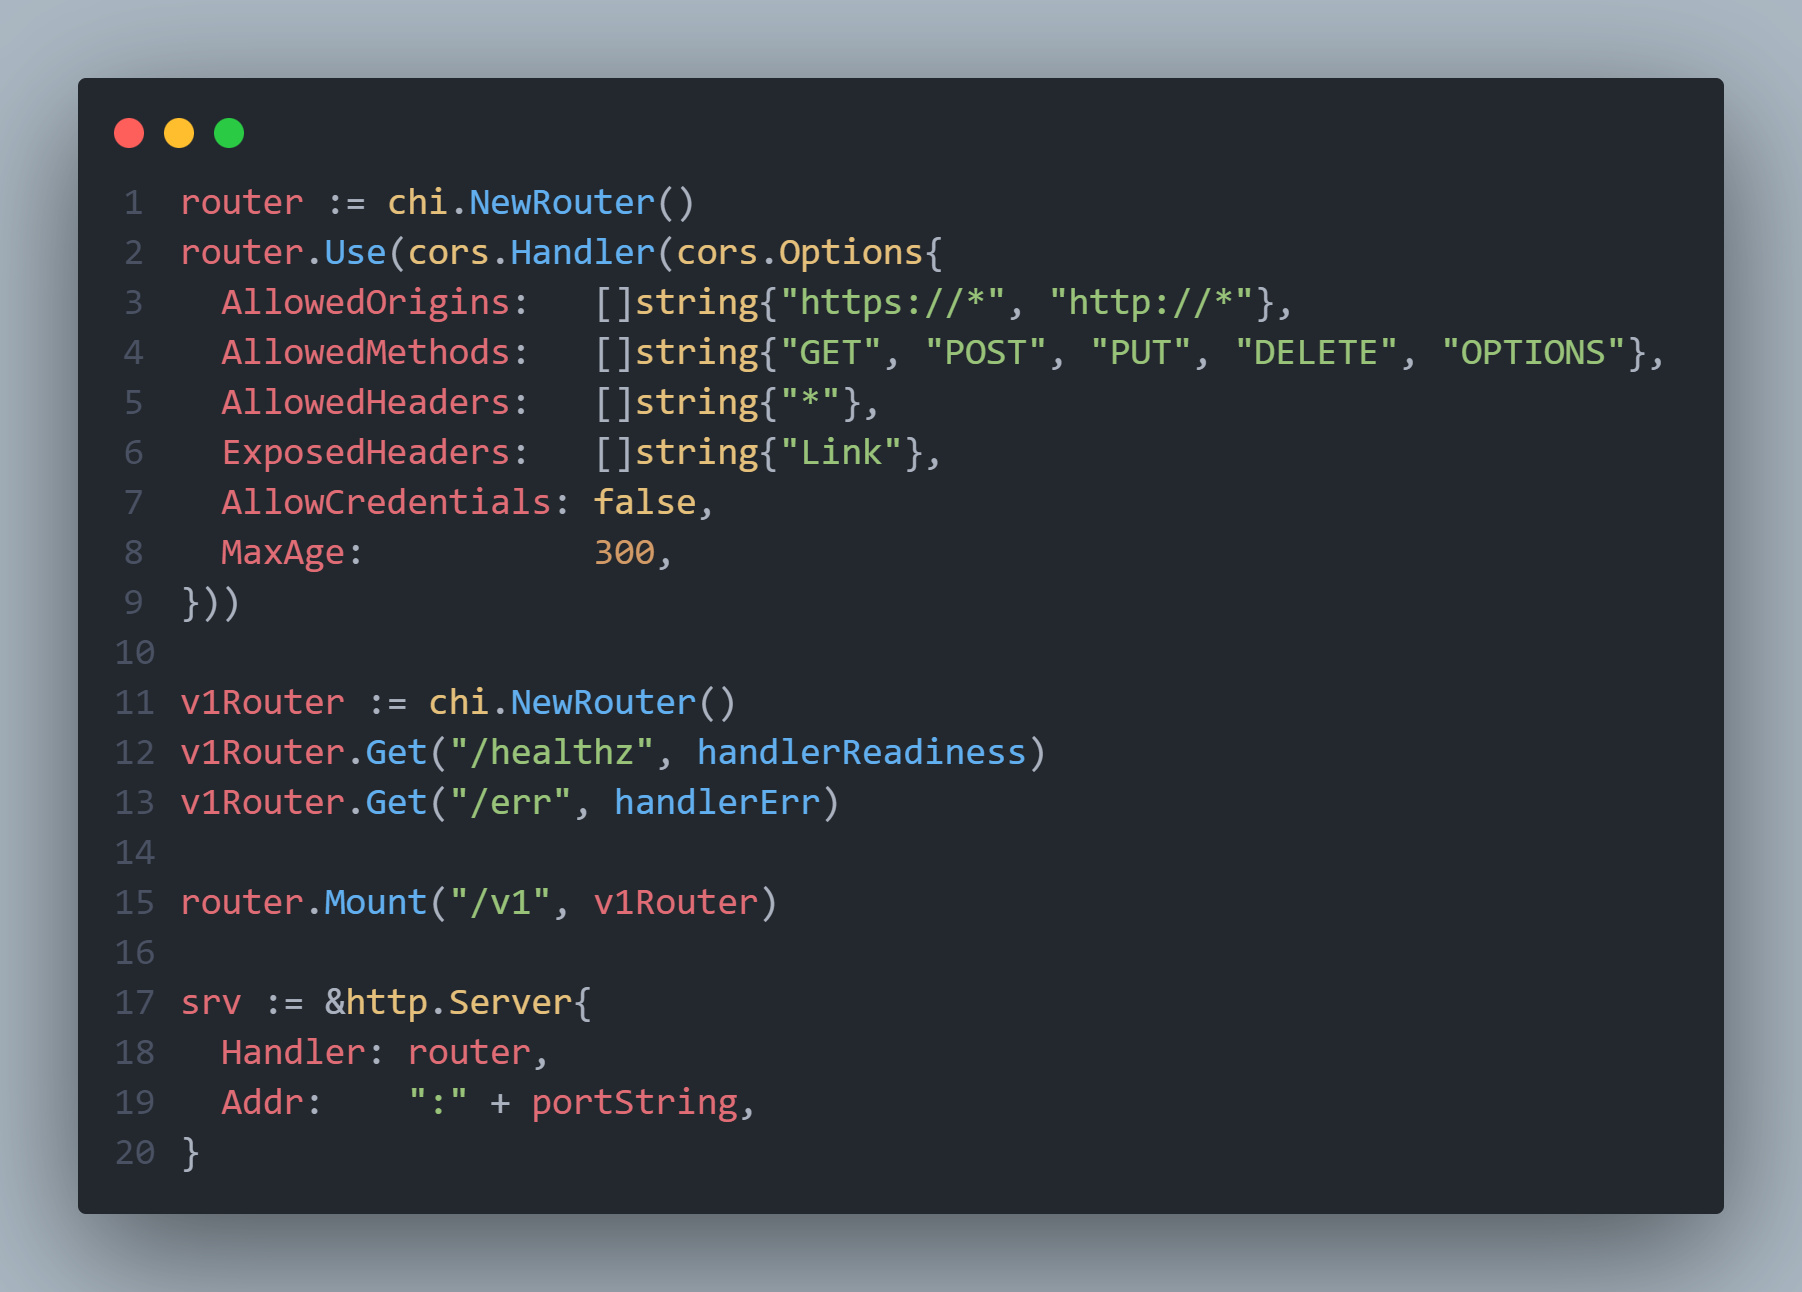 1 router := chi.NewRouter()
2 router.Use(cors.Handler(cors.Options{
3   AllowedOrigins:   []string{"https://*", "http://*"},
4   AllowedMethods:   []string{"GET", "POST", "PUT", "DELETE", "OPTIONS"},
5   AllowedHeaders:   []string{"*"},
6   ExposedHeaders:   []string{"Link"},
7   AllowCredentials: false,
8   MaxAge:           300,
9 }))
10
11 v1Router := chi.NewRouter()
12 v1Router.Get("/healthz", handlerReadiness)
13 v1Router.Get("/err", handlerErr)
14
15 router.Mount("/v1", v1Router)
16
17 srv := &http.Server{
18   Handler: router,
19   Addr:    ":" + portString,
20 }